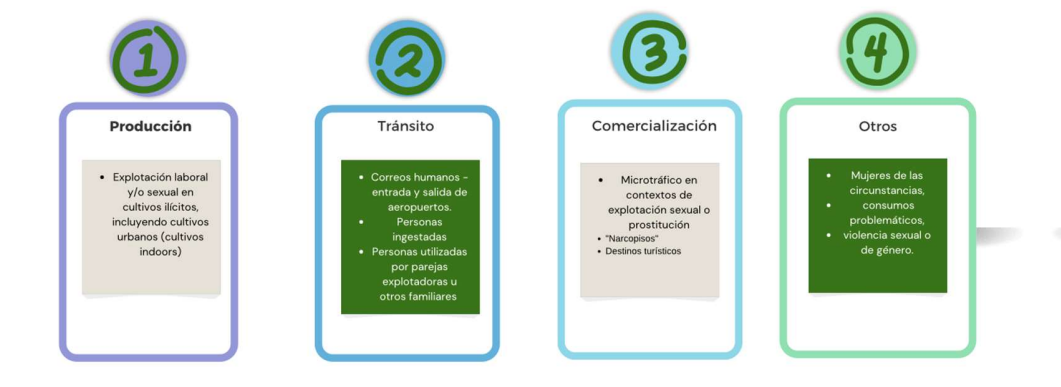 1
Producción
• Explotación laboral
y/o sexual en
cultivos ilícitos,
incluyendo cultivos
urbanos (cultivos
indoors)
2
Tránsito
• Correos humanos -
entrada y salida de
aeropuertos.
• Personas
ingestadas
• Personas utilizadas
por parejas
explotadoras u
otros familiares
3
Comercialización
• Microtráfico en
contextos de
explotación sexual o
prostitución
• "Narcopisos"
• Destinos turísticos
4
Otros
• Mujeres de las
circunstancias,
• consumos
problemáticos,
• violencia sexual o
de género.